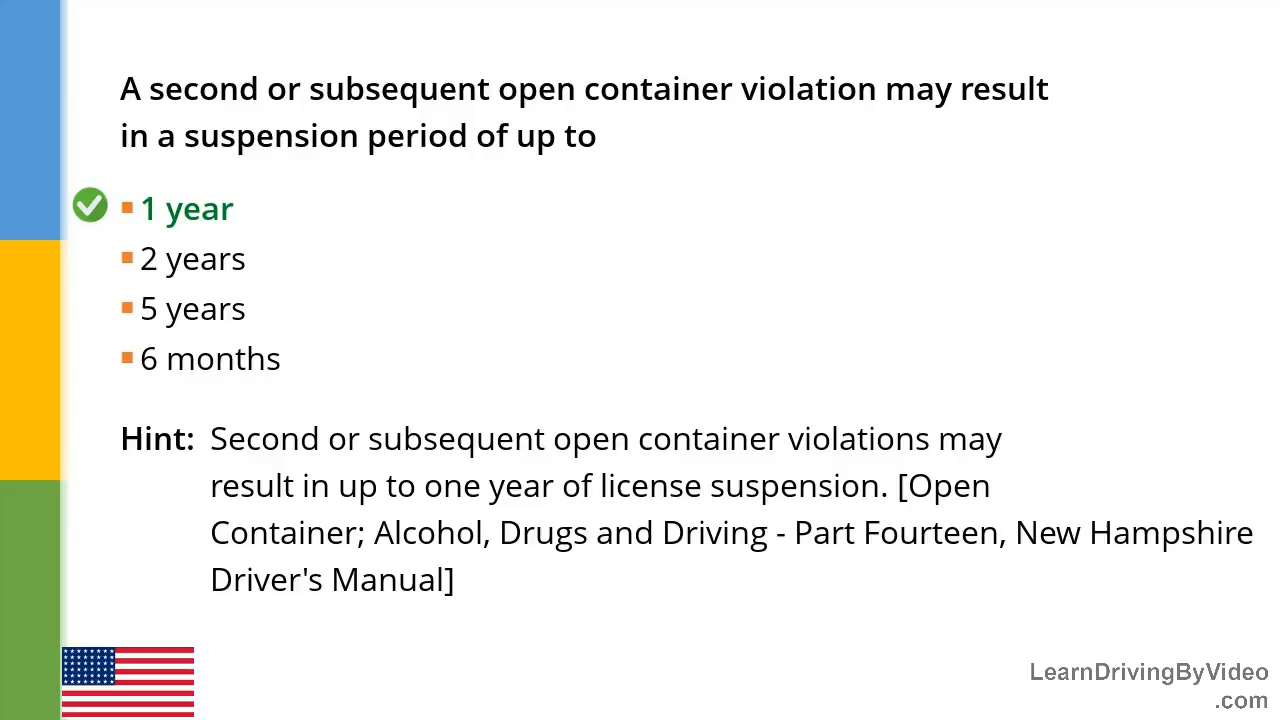 A second or subsequent open container violation may result
in a suspension period of up to
1 year
2 years
5 years
6 months
Hint: Second or subsequent open container violations may
result in up to one year of license suspension. [Open
Container; Alcohol, Drugs and Driving - Part Fourteen, New Hampshire
Driver's Manual]
LearnDrivingByVideo
.com